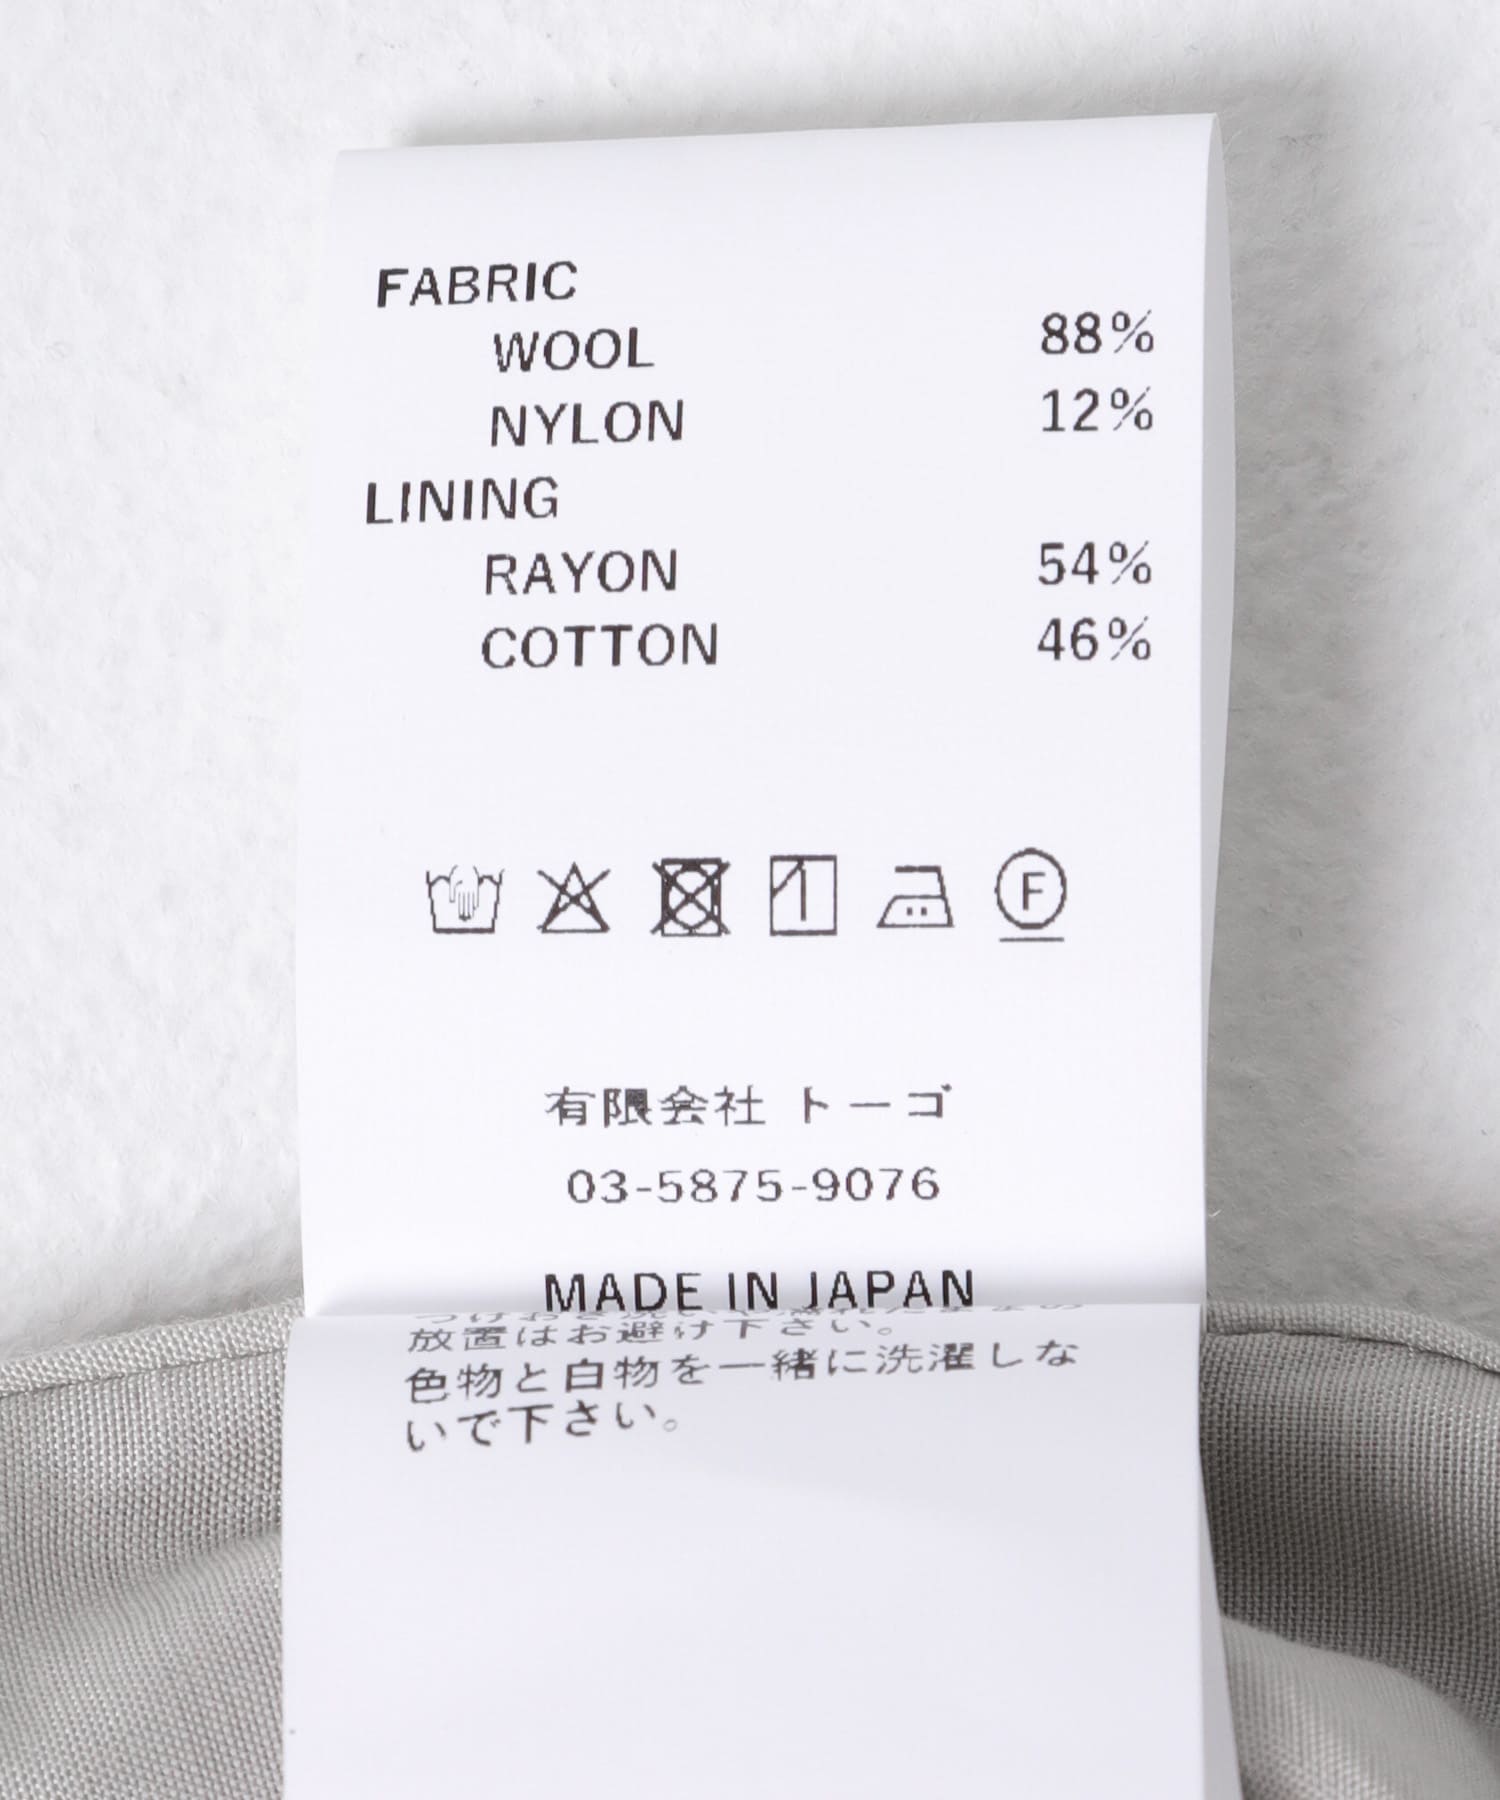 FABRIC
WOOL 88%
NYLON 12%
LINING
RAYON 54%
COTTON 46%
F
有限会社 トーゴ
03-5875-9076
MADE IN JAPAN
放置はお避け下さい。
色物と白物を一緒に洗濯しな
いで下さい。